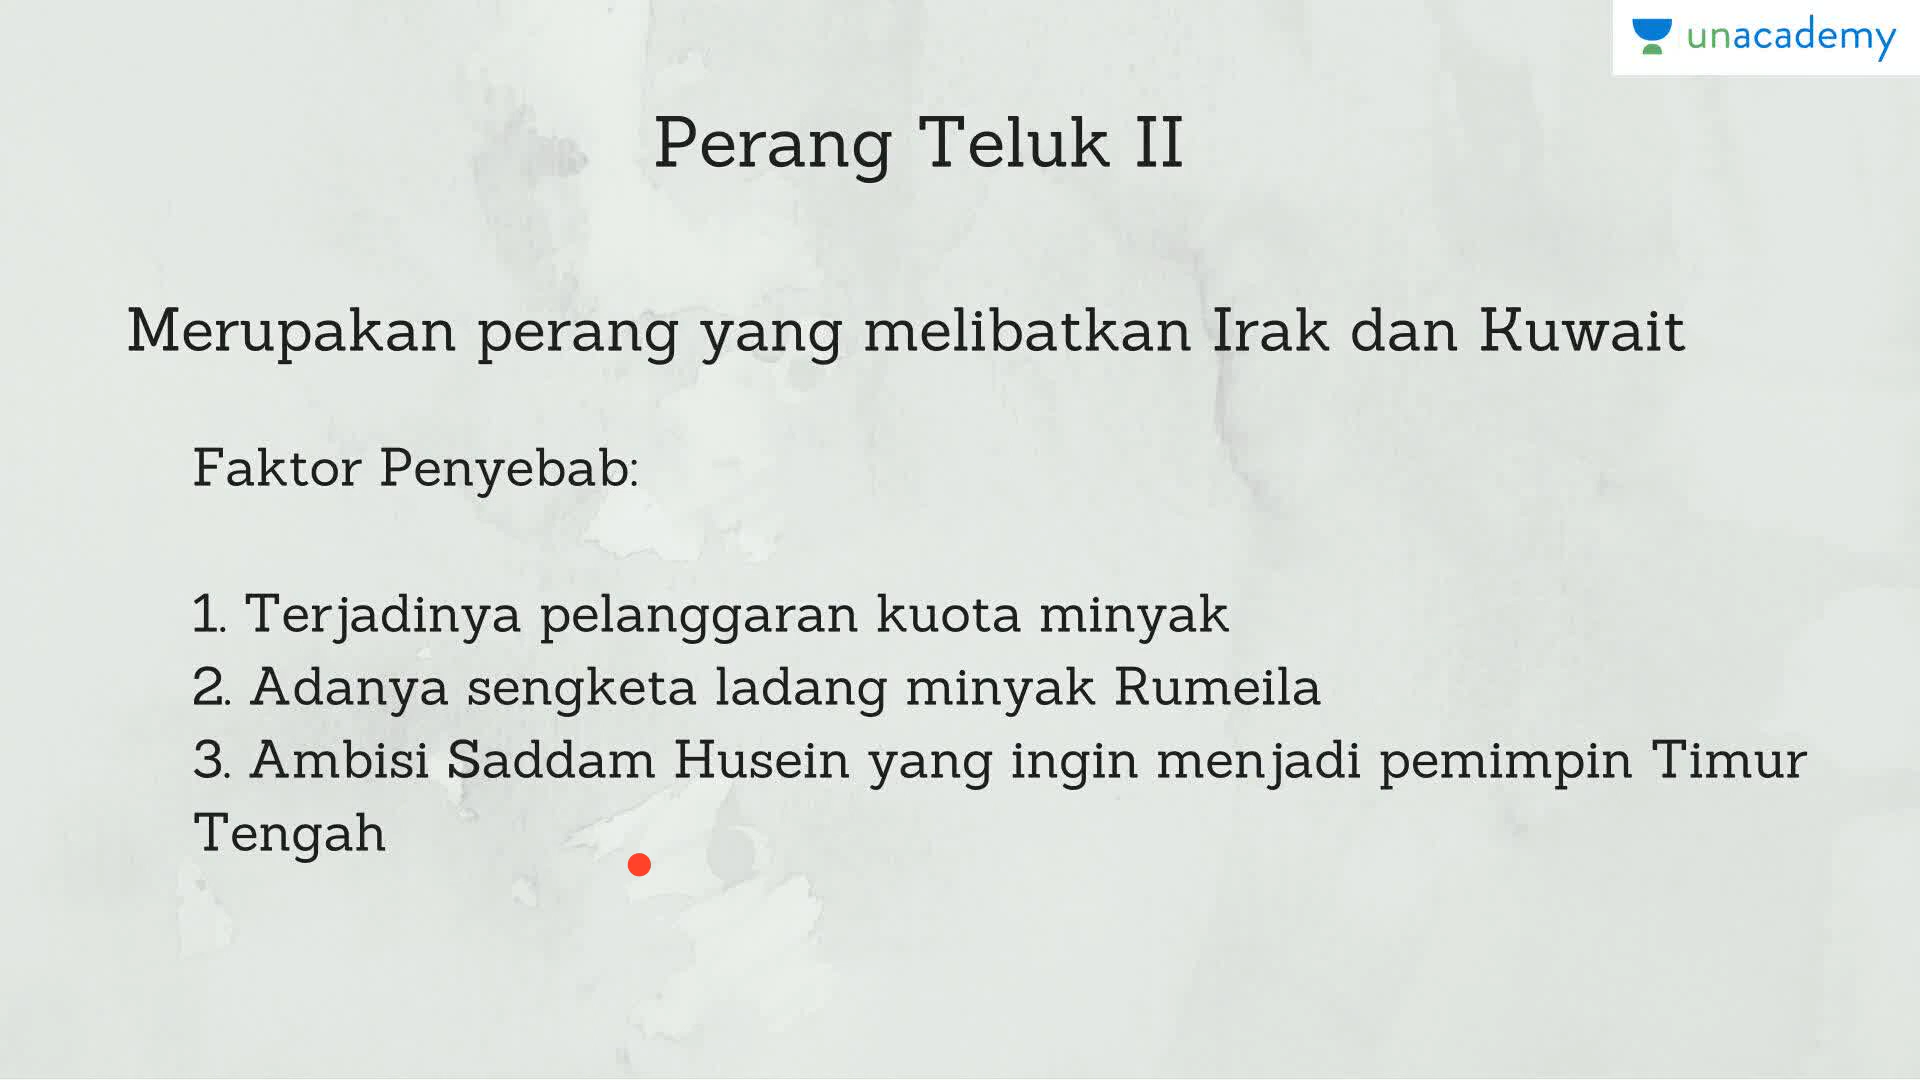 unacademy
Perang Teluk II
Merupakan perang yang melibatkan Irak dan Kuwait
Faktor Penyebab:
1. Terjadinya pelanggaran kuota minyak
2. Adanya sengketa ladang minyak Rumeila
3. Ambisi Saddam Husein yang ingin menjadi pemimpin Timur
Tengah